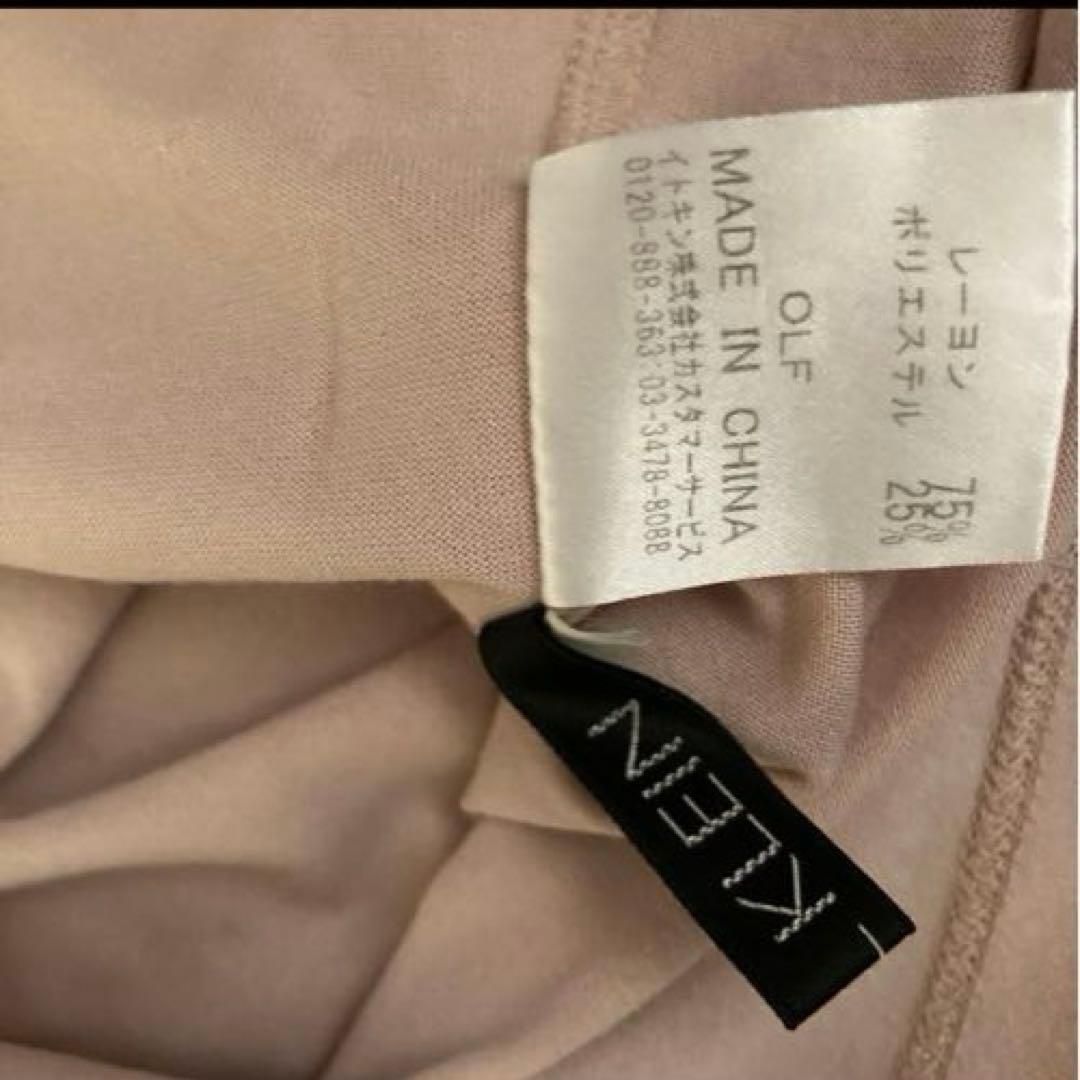 レーヨン 75%
ポリエステル 25%
OLF
MADE IN CHINA
イトキン株式会社カスタマーサービス
0120-888-363 03-3478-8088
KLEIN